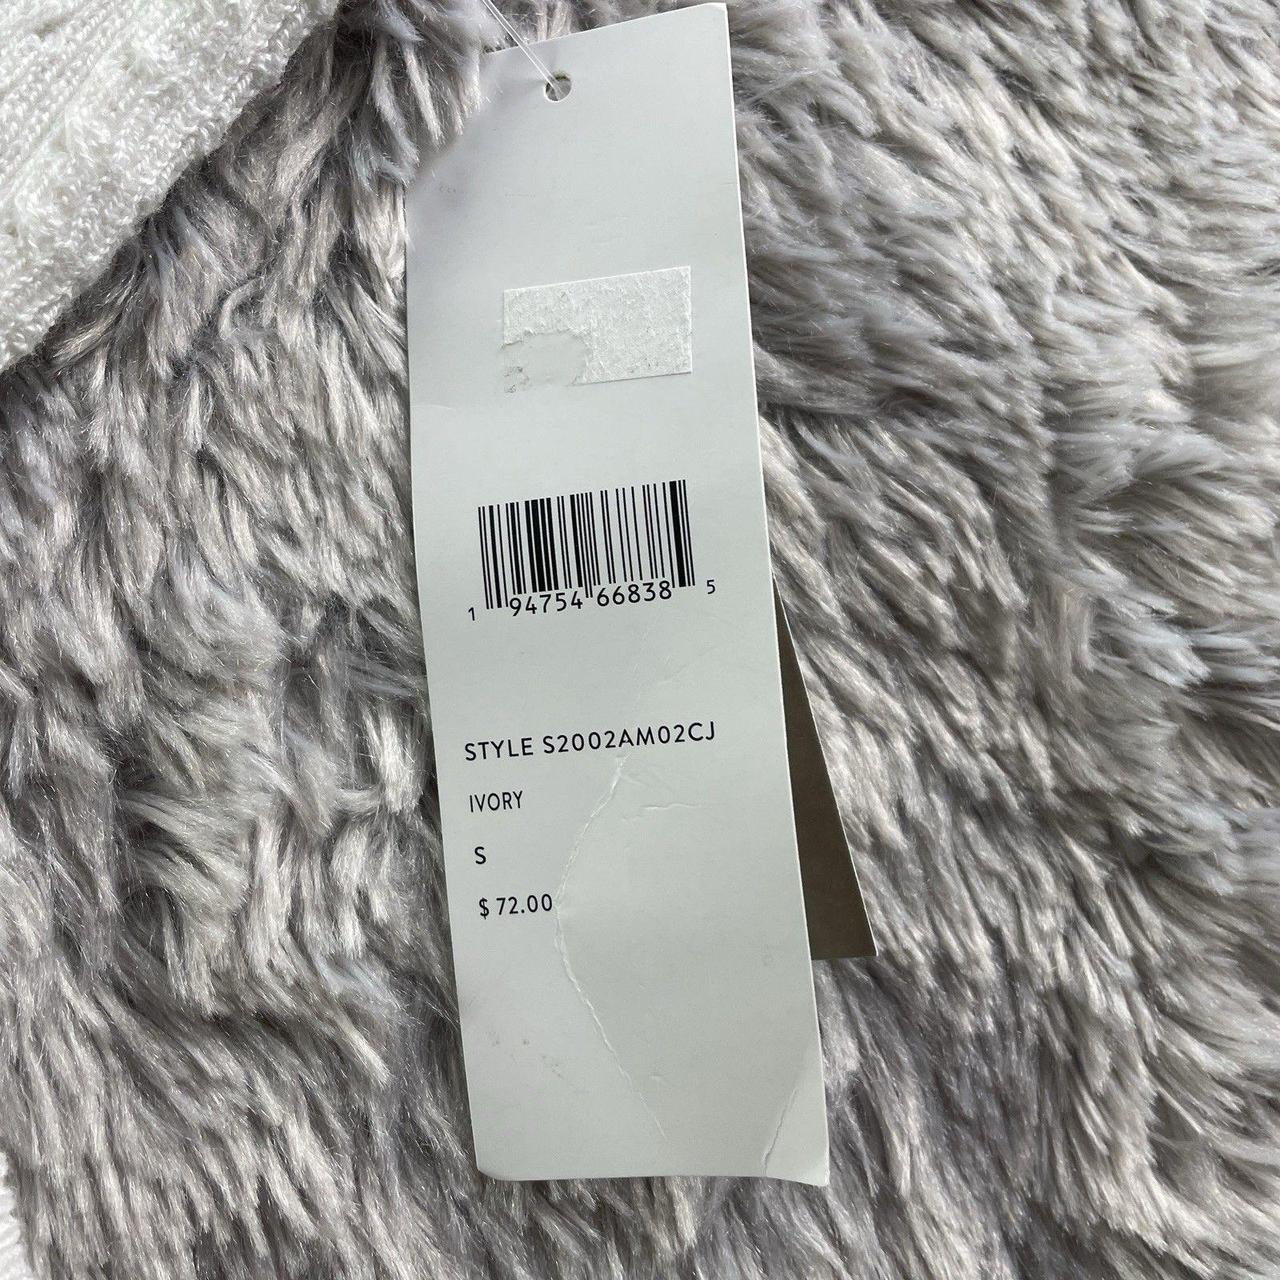 1 94754 66838 5
STYLE S2002AM02CJ
IVORY
S
$ 72.00